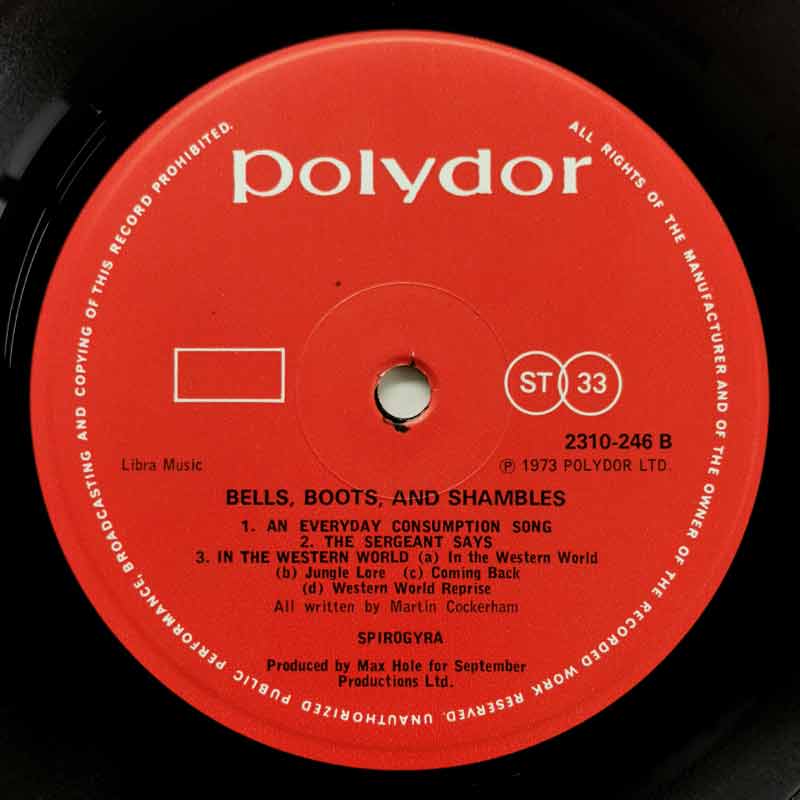 polydor
ST 33
2310-246 B
Libra Music
℗ 1973 POLYDOR LTD.
BELLS, BOOTS, AND SHAMBLES
1. AN EVERYDAY CONSUMPTION SONG
2. THE SERGEANT SAYS
3. IN THE WESTERN WORLD (a) In the Western World
(b) Jungle Lore (c) Coming Back
(d) Western World Reprise
All written by Martin Cockerham
SPIROGYRA
Produced by Max Hole for September
Productions Ltd.
ALL RIGHTS OF THE MANUFACTURER AND OF THE OWNER OF THE RECORDED WORK RESERVED. UNAUTHORIZED PUBLIC PERFORMANCE, BROADCASTING AND COPYING OF THIS RECORD PROHIBITED.